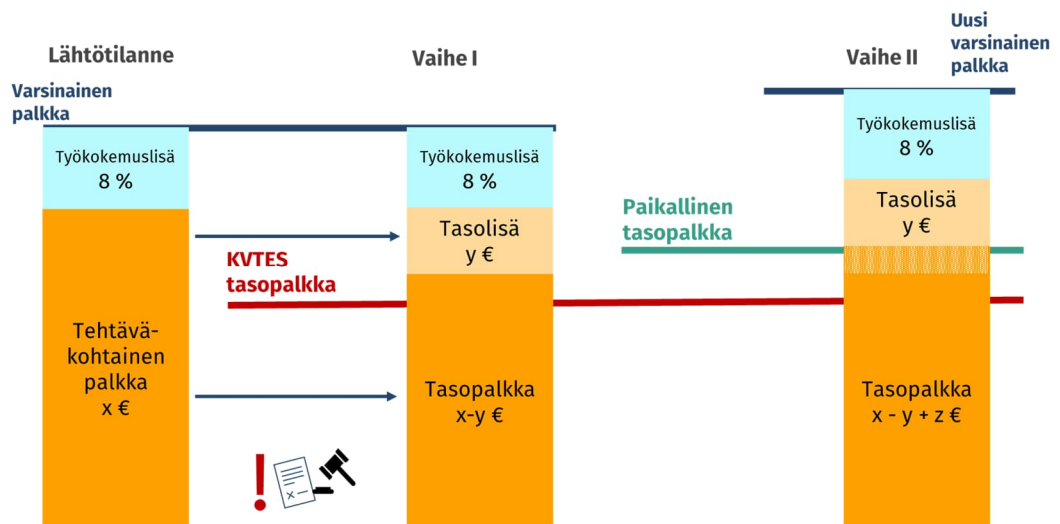 Lähtötilanne
Vaihe I
Vaihe II
Uusi
varsinainen
palkka
Varsinainen
palkka
Työkokemuslisä
8 %
Tehtävä-
kohtainen
palkka
x €
KVTES
tasopalkka
Työkokemuslisä
8 %
Tasolisä
y €
Tasopalkka
x-y €
Paikallinen
tasopalkka
Työkokemuslisä
8 %
Tasolisä
y €
Tasopalkka
x - y + z €